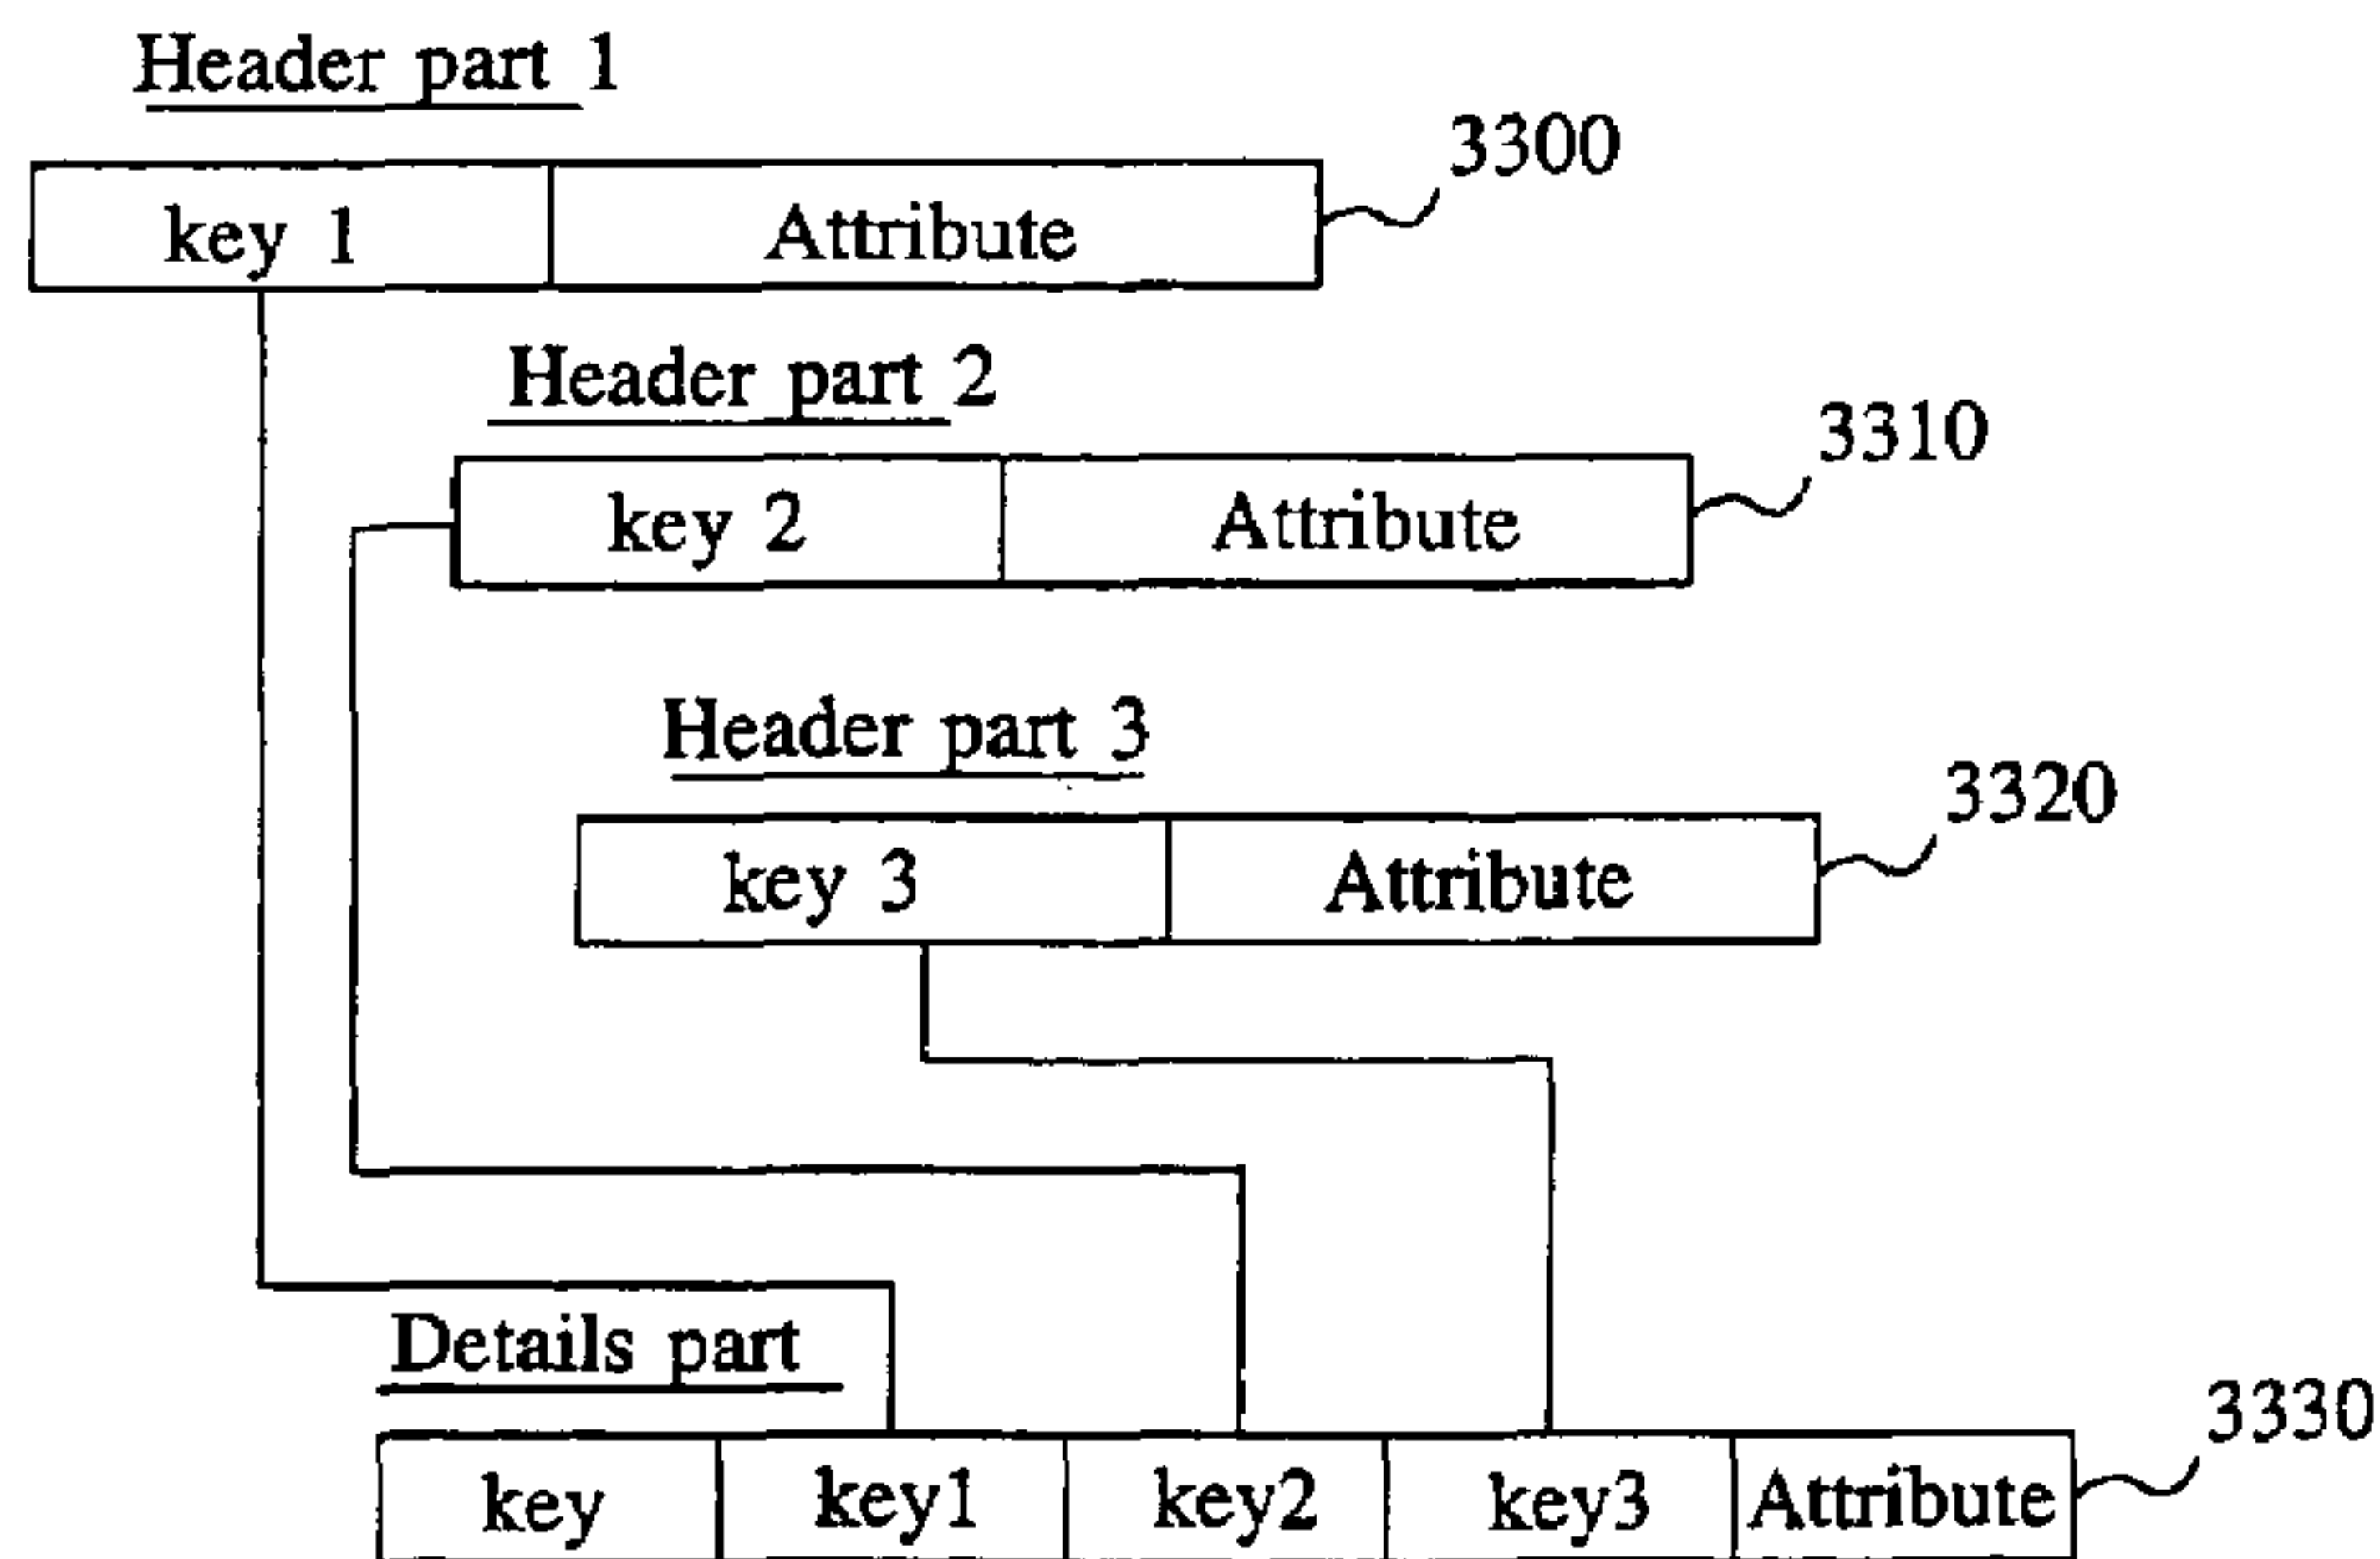 Header part 1
3300
key 1 Attribute
Header part 2
3310
key 2 Attribute
Header part 3
3320
key 3 Attribute
Details part
3330
key key1 key2 key3 Attribute